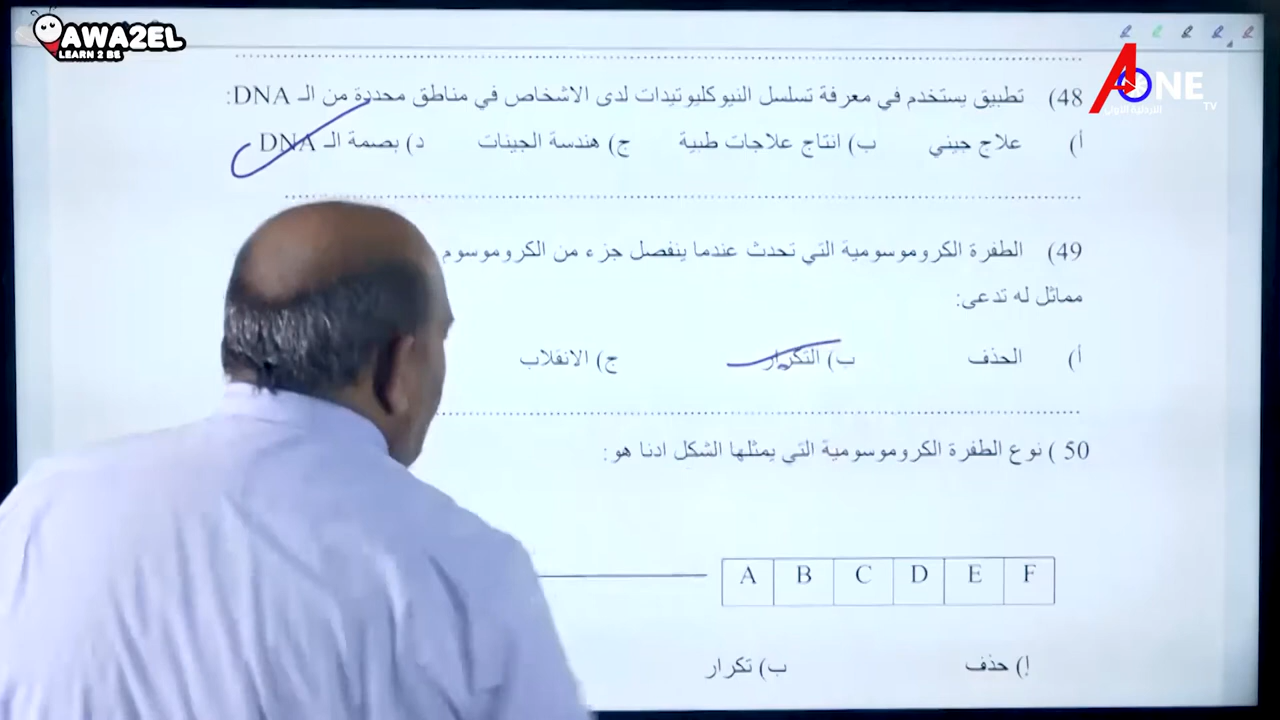 AWA2EL
LEARN 2 BE
A ONE
TV
الأردنية الأولى
48) تطبيق يستخدم في معرفة تسلسل النيوكليوتيدات لدى الاشخاص في مناطق محددة من الـ DNA:
أ) علاج جيني ب) انتاج علاجات طبية ج) هندسة الجينات د) بصمة الـ DNA
49) الطفرة الكروموسومية التي تحدث عندما ينفصل جزء من الكروموسوم
مماثل له تدعى:
أ) الحذف ب) التكرار ج) الانقلاب
50 ) نوع الطفرة الكروموسومية التي يمثلها الشكل ادنا هو:
A B C D E F
إ) حذف ب) تكرار